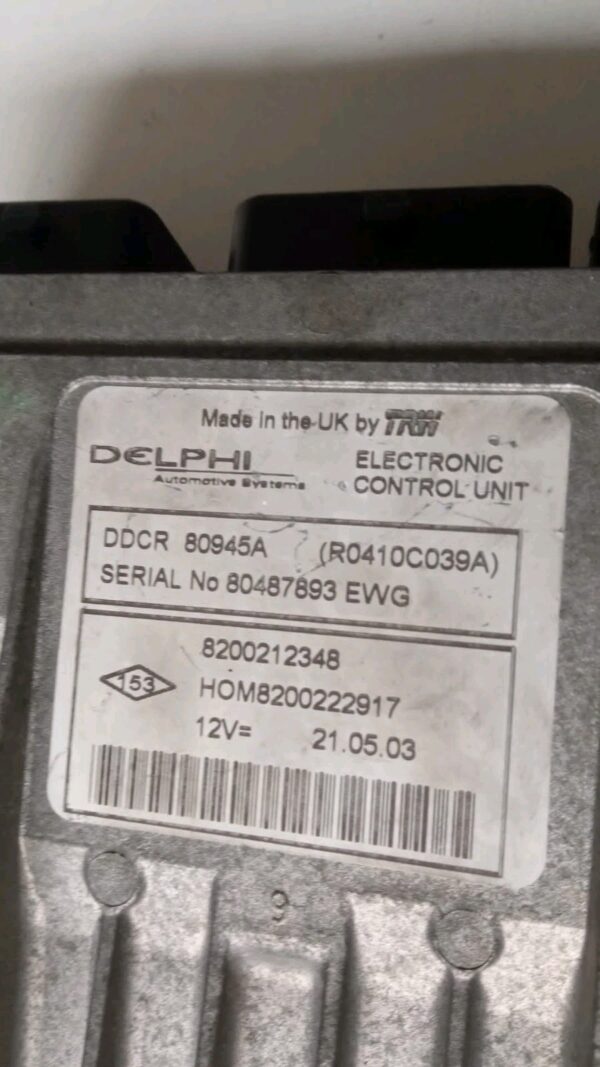 Made in the UK by TRW
DELPHI
Automotive Systems
ELECTRONIC
CONTROL UNIT
DDCR 80945A (R0410C039A)
SERIAL No 80487893 EWG
8200212348
153
HOM8200222917
12V= 21.05.03
9